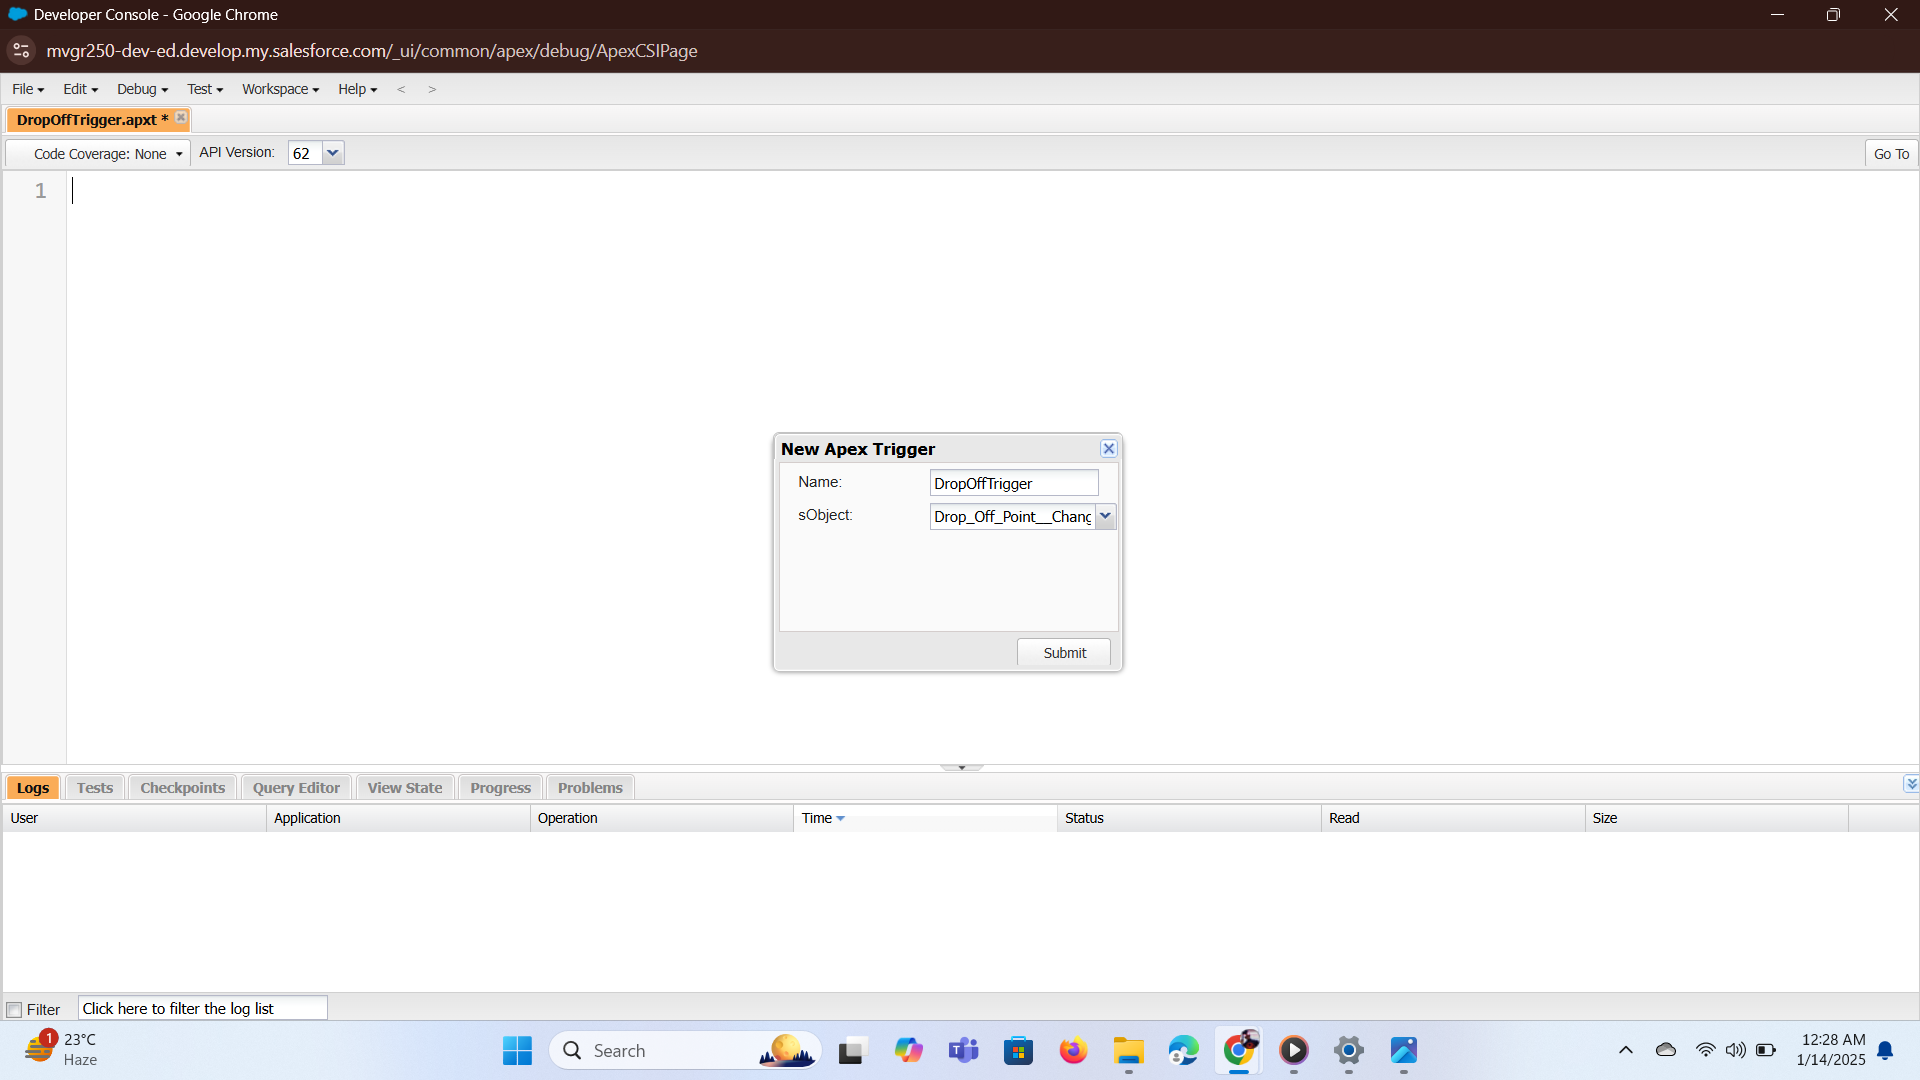 Developer Console - Google Chrome
mvgr250-dev-ed.develop.my.salesforce.com/_ui/common/apex/debug/ApexCSIPage
File Edit Debug Test Workspace Help < >
DropOffTrigger.apxt *
Code Coverage: None API Version: 62 Go To
1
New Apex Trigger
Name: DropOffTrigger
sObject: Drop_Off_Point__Chang
Submit
Logs Tests Checkpoints Query Editor View State Progress Problems
User Application Operation Time Status Read Size
Filter Click here to filter the log list
1 23°C
Haze
Search
12:28 AM
1/14/2025